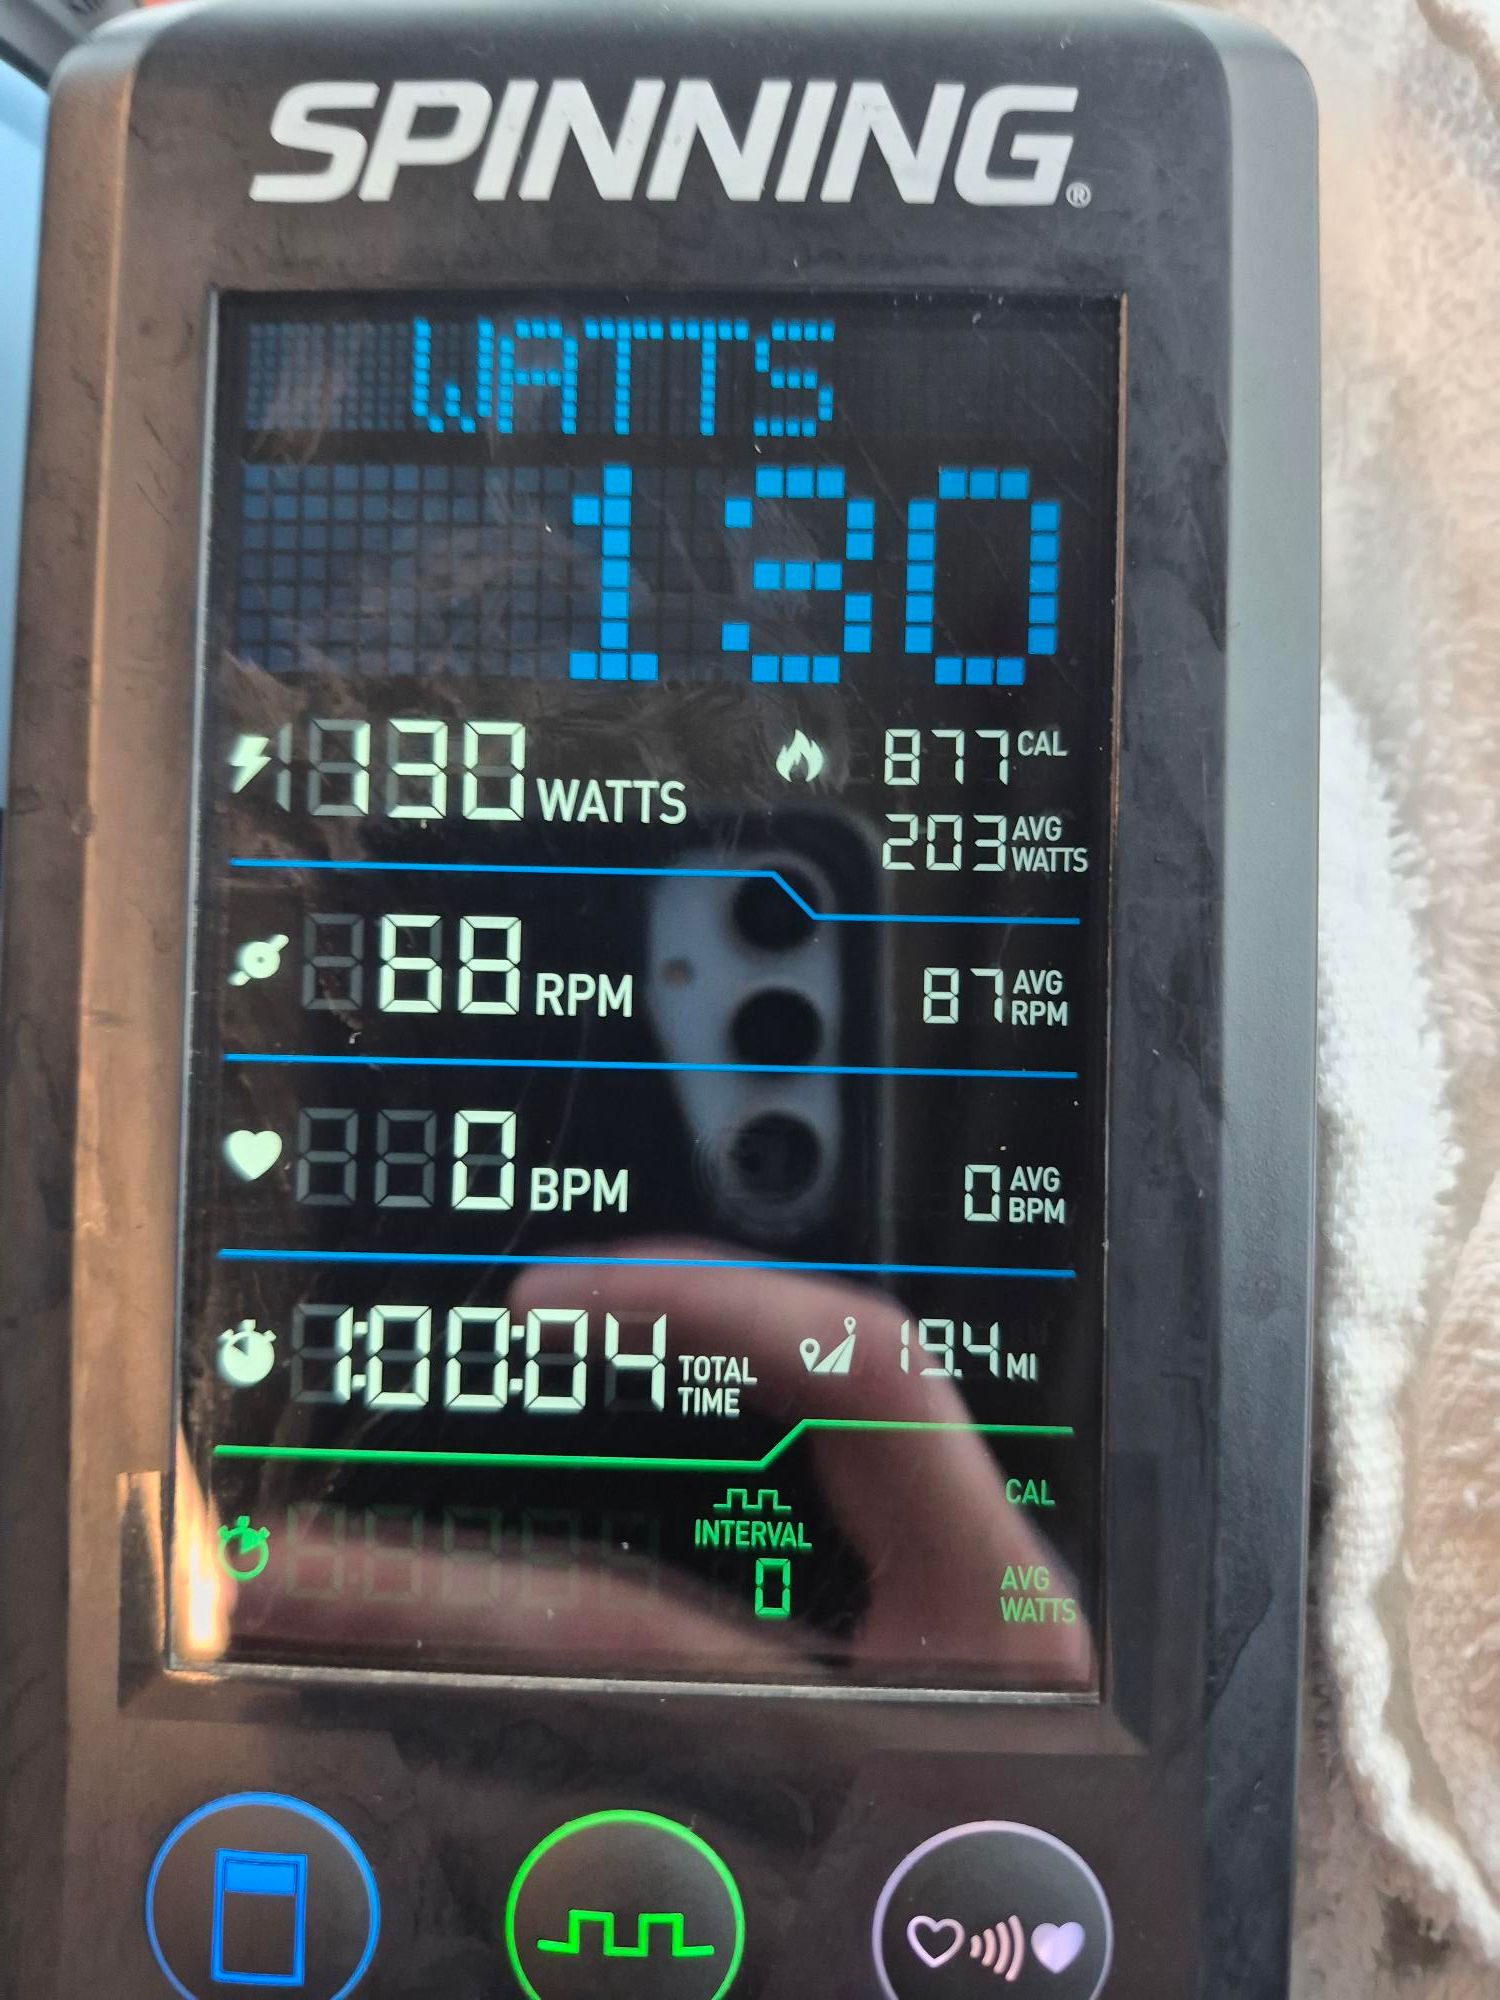 SPINNING®
WATTS
130
130 WATTS
877 CAL
203 AVG WATTS
68 RPM
87 AVG RPM
0 BPM
0 AVG BPM
1:00:04 TOTAL TIME
19.4 MI
INTERVAL
0
CAL
AVG WATTS